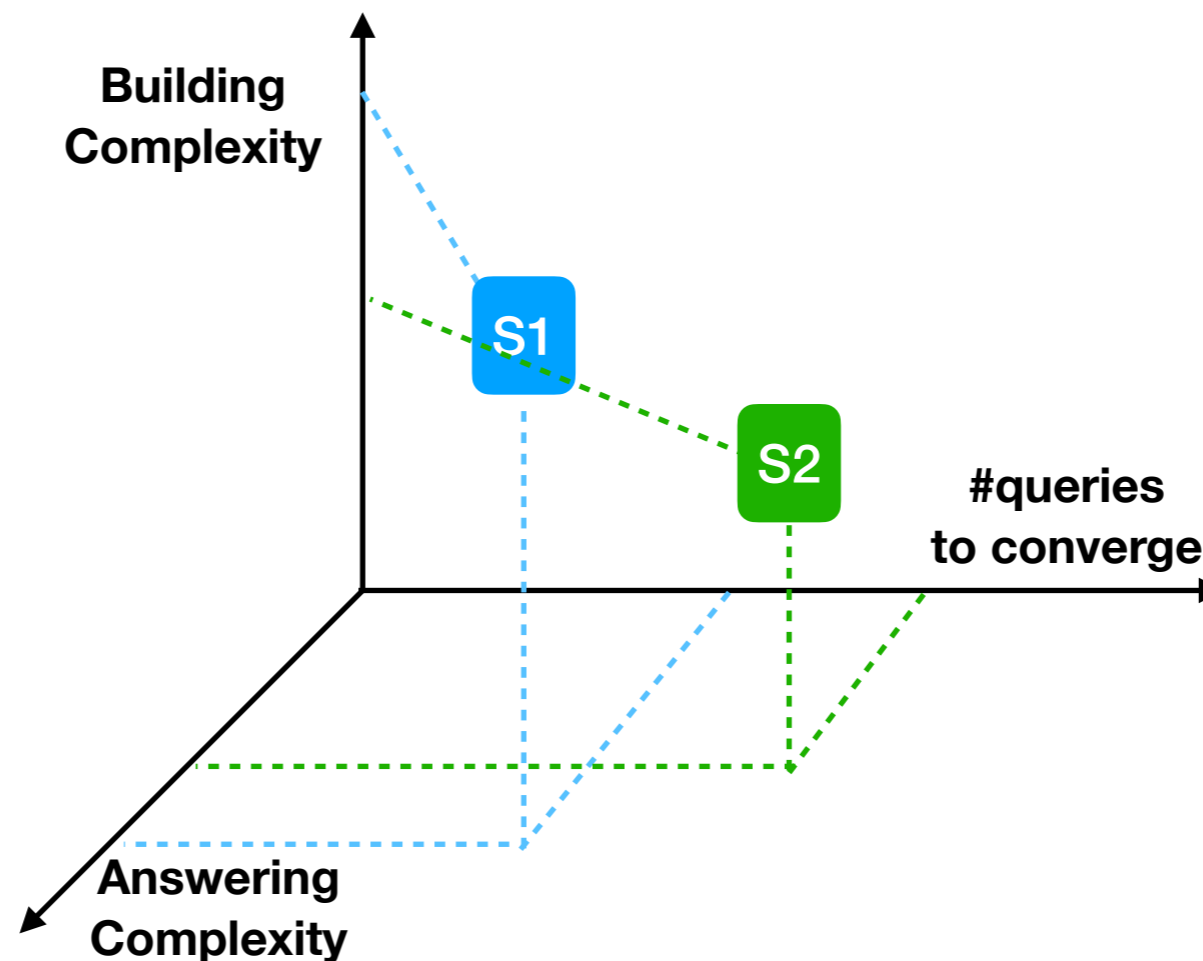 Building
Complexity
S1
S2
#queries
to converge
Answering
Complexity